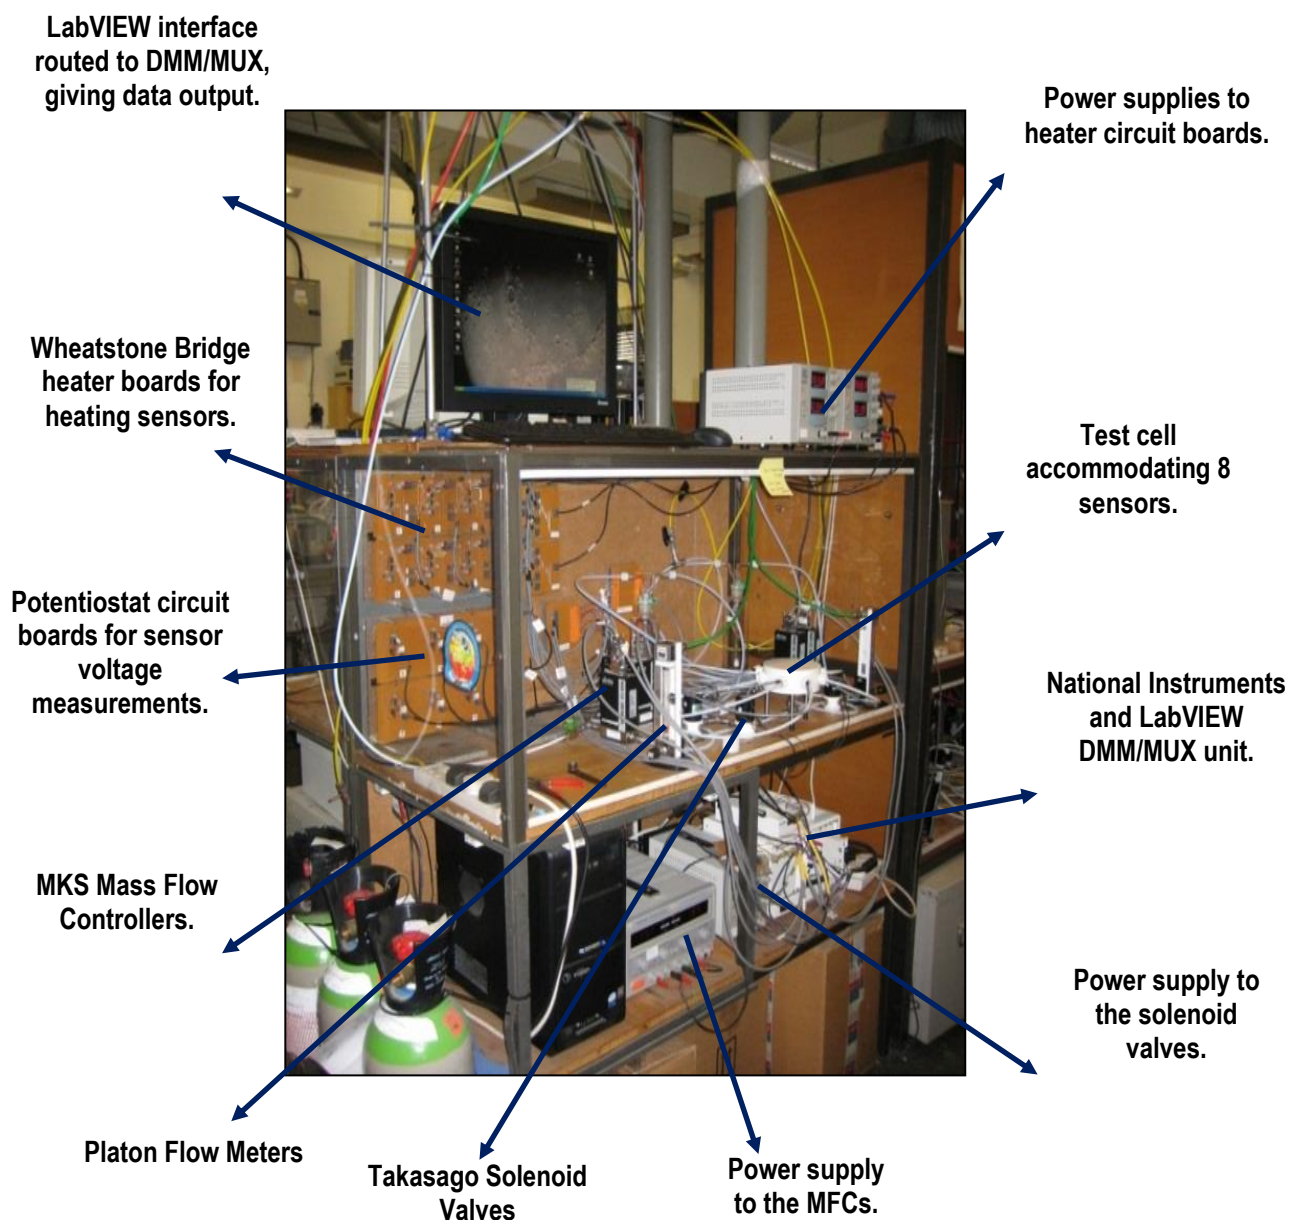 LabVIEW interface
routed to DMM/MUX,
giving data output.
Power supplies to
heater circuit boards.
Wheatstone Bridge
heater boards for
heating sensors.
Test cell
accommodating 8
sensors.
Potentiostat circuit
boards for sensor
voltage
measurements.
National Instruments
and LabVIEW
DMM/MUX unit.
MKS Mass Flow
Controllers.
Power supply to
the solenoid
valves.
Platon Flow Meters
Takasago Solenoid
Valves
Power supply
to the MFCs.